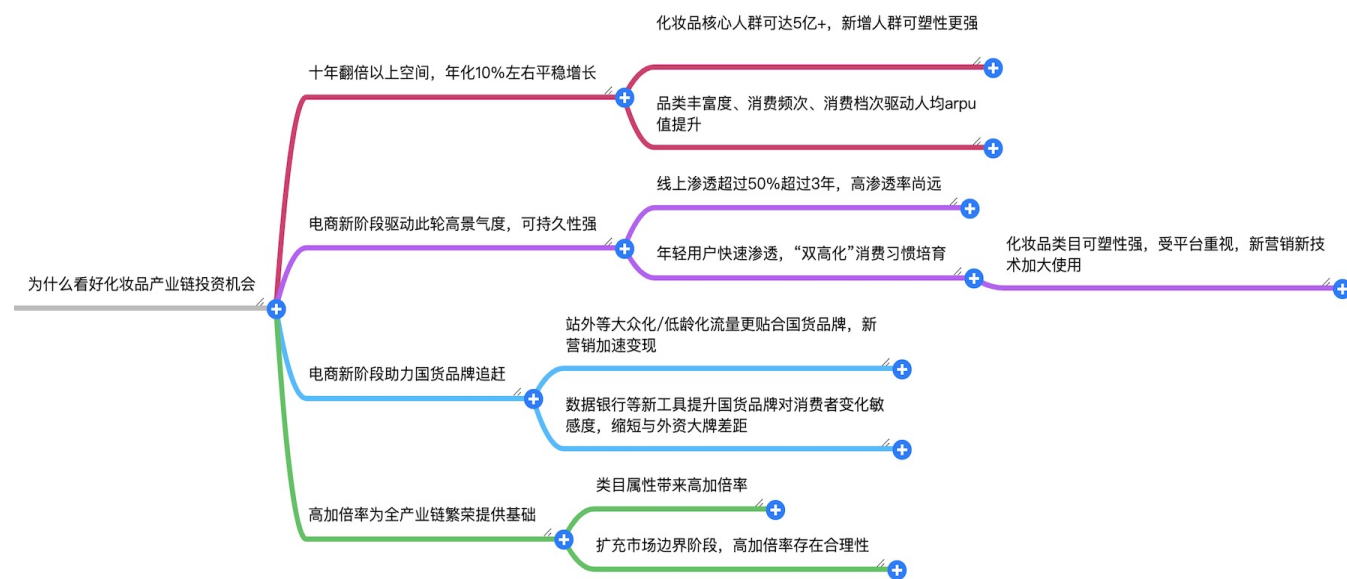 为什么看好化妆品产业链投资机会
十年翻倍以上空间，年化10%左右平稳增长
化妆品核心人群可达5亿+，新增人群可塑性更强
品类丰富度、消费频次、消费档次驱动人均arpu
值提升
电商新阶段驱动此轮高景气度，可持久性强
线上渗透超过50%超过3年，高渗透率尚远
年轻用户快速渗透，“双高化”消费习惯培育
化妆品类目可塑性强，受平台重视，新营销新技
术加大使用
电商新阶段助力国货品牌追赶
站外等大众化/低龄化流量更贴合国货品牌，新
营销加速变现
数据银行等新工具提升国货品牌对消费者变化敏
感度，缩短与外资大牌差距
高加倍率为全产业链繁荣提供基础
类目属性带来高加倍率
扩充市场边界阶段，高加倍率存在合理性